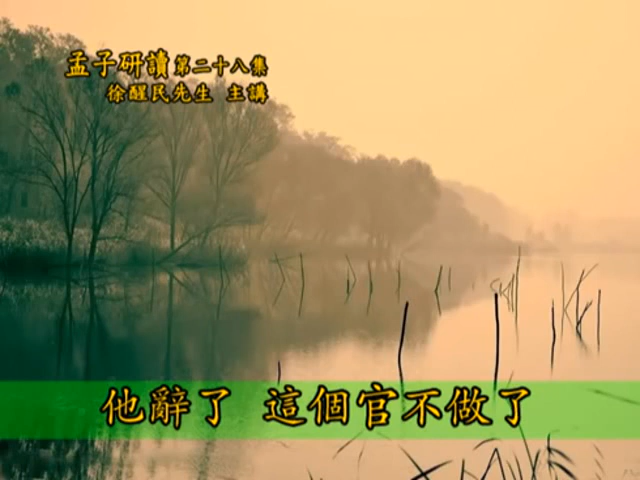 孟子研讀第二十八集
徐醒民先生 主講
他辭了 這個官不做了